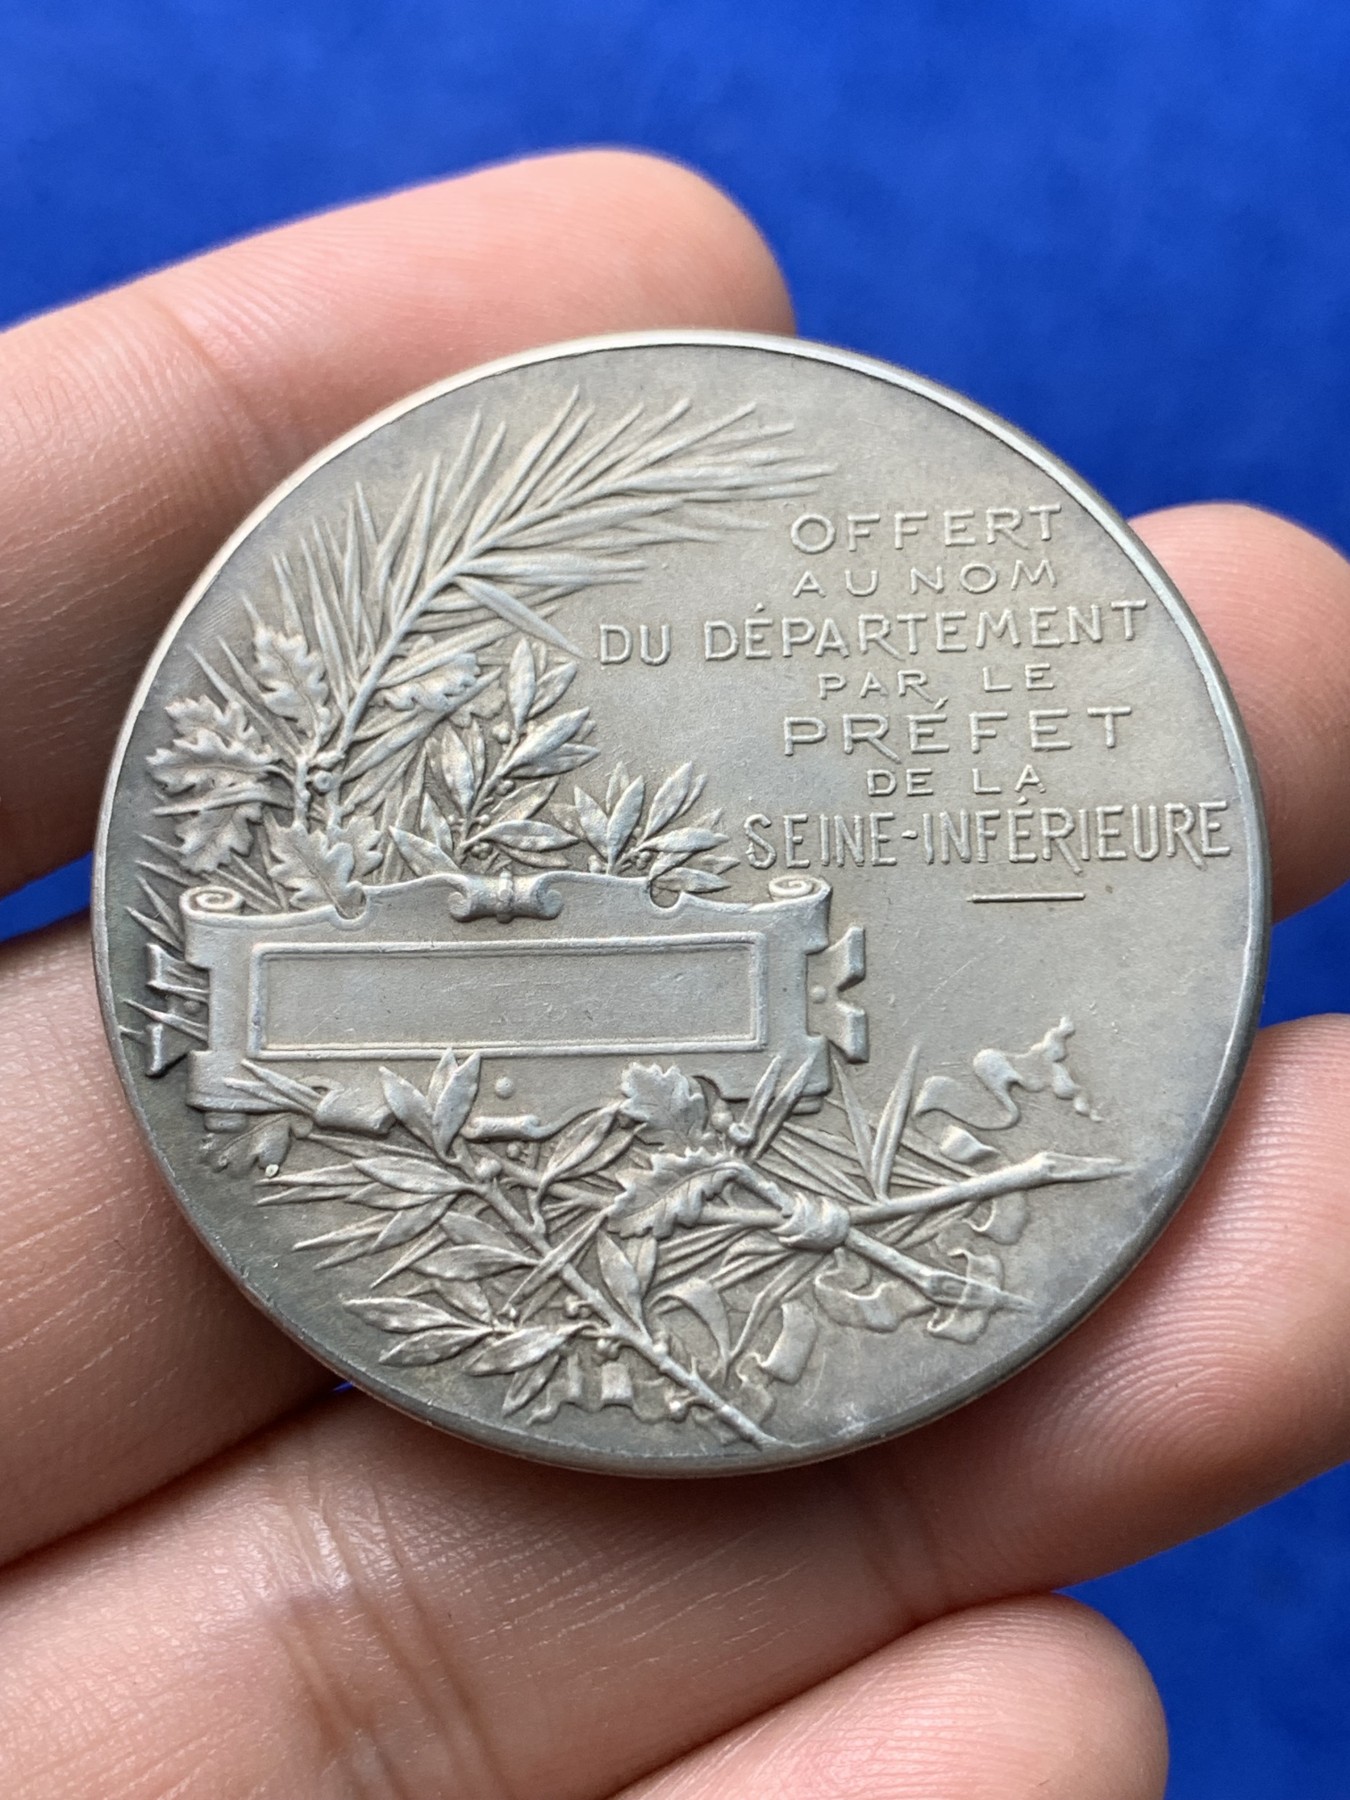 OFFERT
AU NOM
DU DÉPARTEMENT
PAR LE
PRÉFET
DE LA
SEINE-INFÉRIEURE